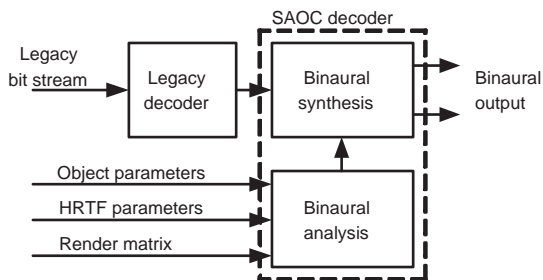 SAOC decoder
Legacy
bit stream
Legacy
decoder
Binaural
synthesis
Binaural
output
Object parameters
HRTF parameters
Render matrix
Binaural
analysis